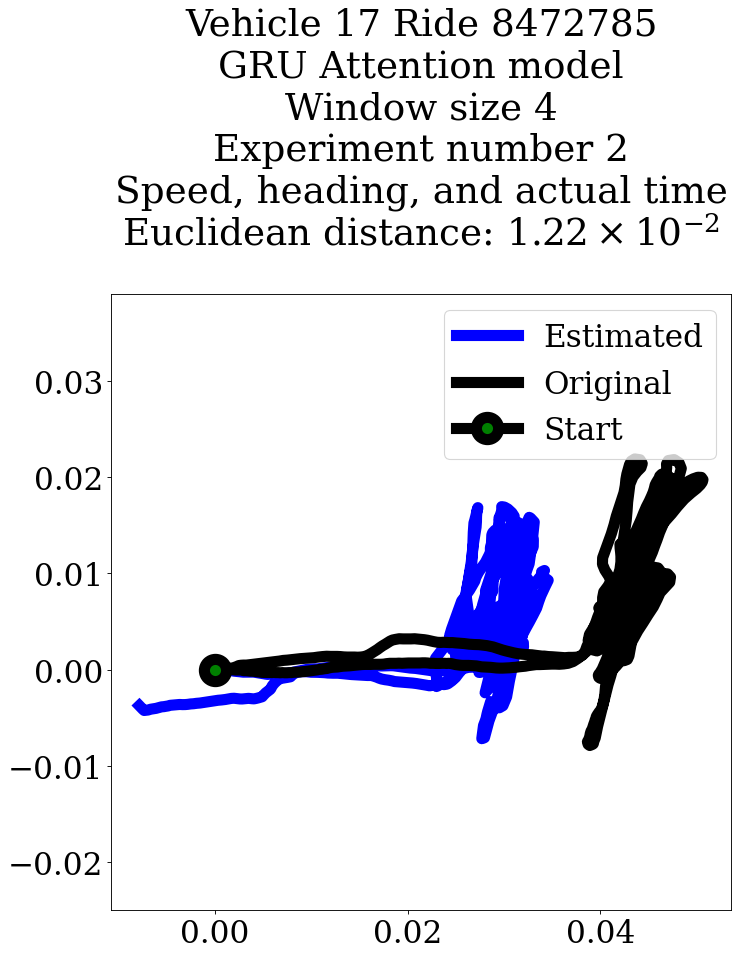 Vehicle 17 Ride 8472785
GRU Attention model
Window size 4
Experiment number 2
Speed, heading, and actual time
Euclidean distance: 1.22 × 10⁻²
Estimated
Original
Start
0.03
0.02
0.01
0.00
−0.01
−0.02
0.00 0.02 0.04